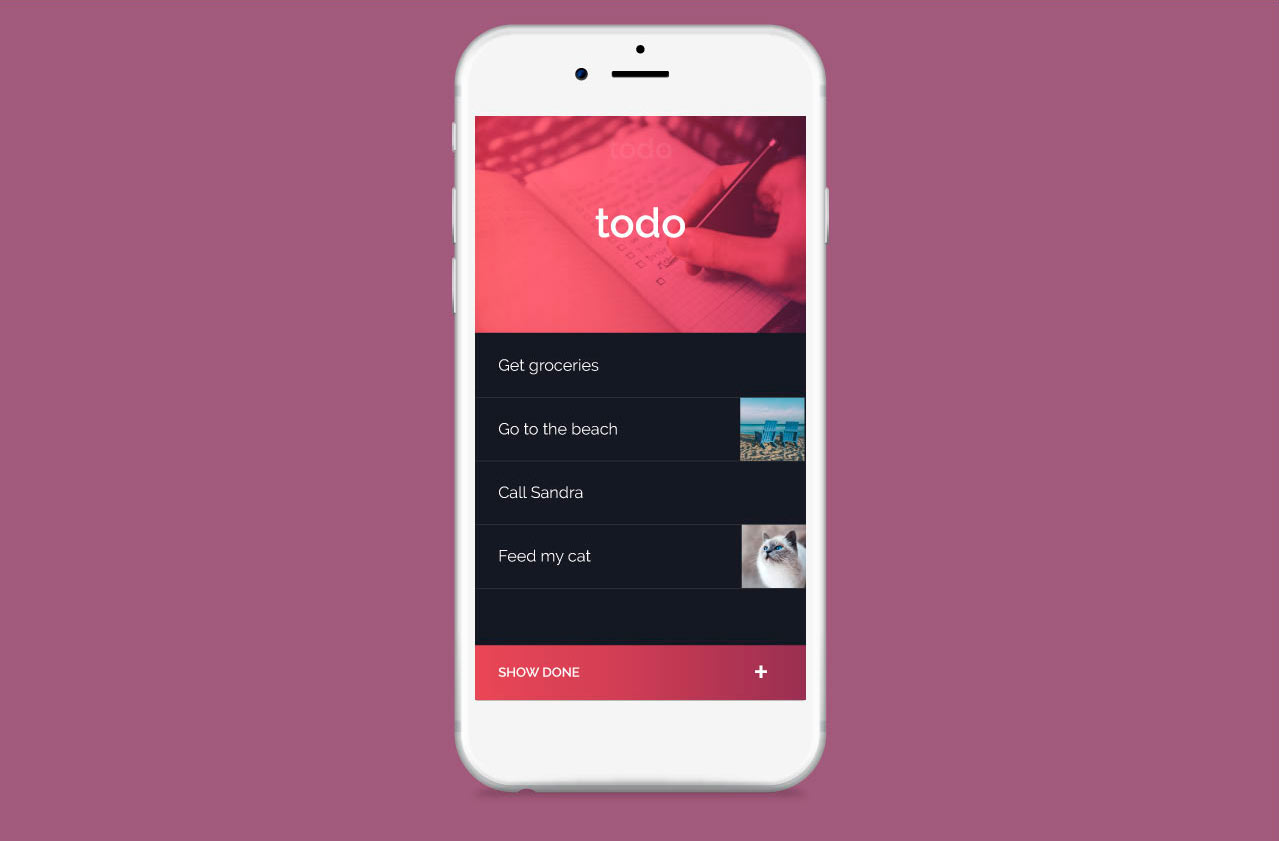 todo
todo
Get groceries
Go to the beach
Call Sandra
Feed my cat
SHOW DONE +